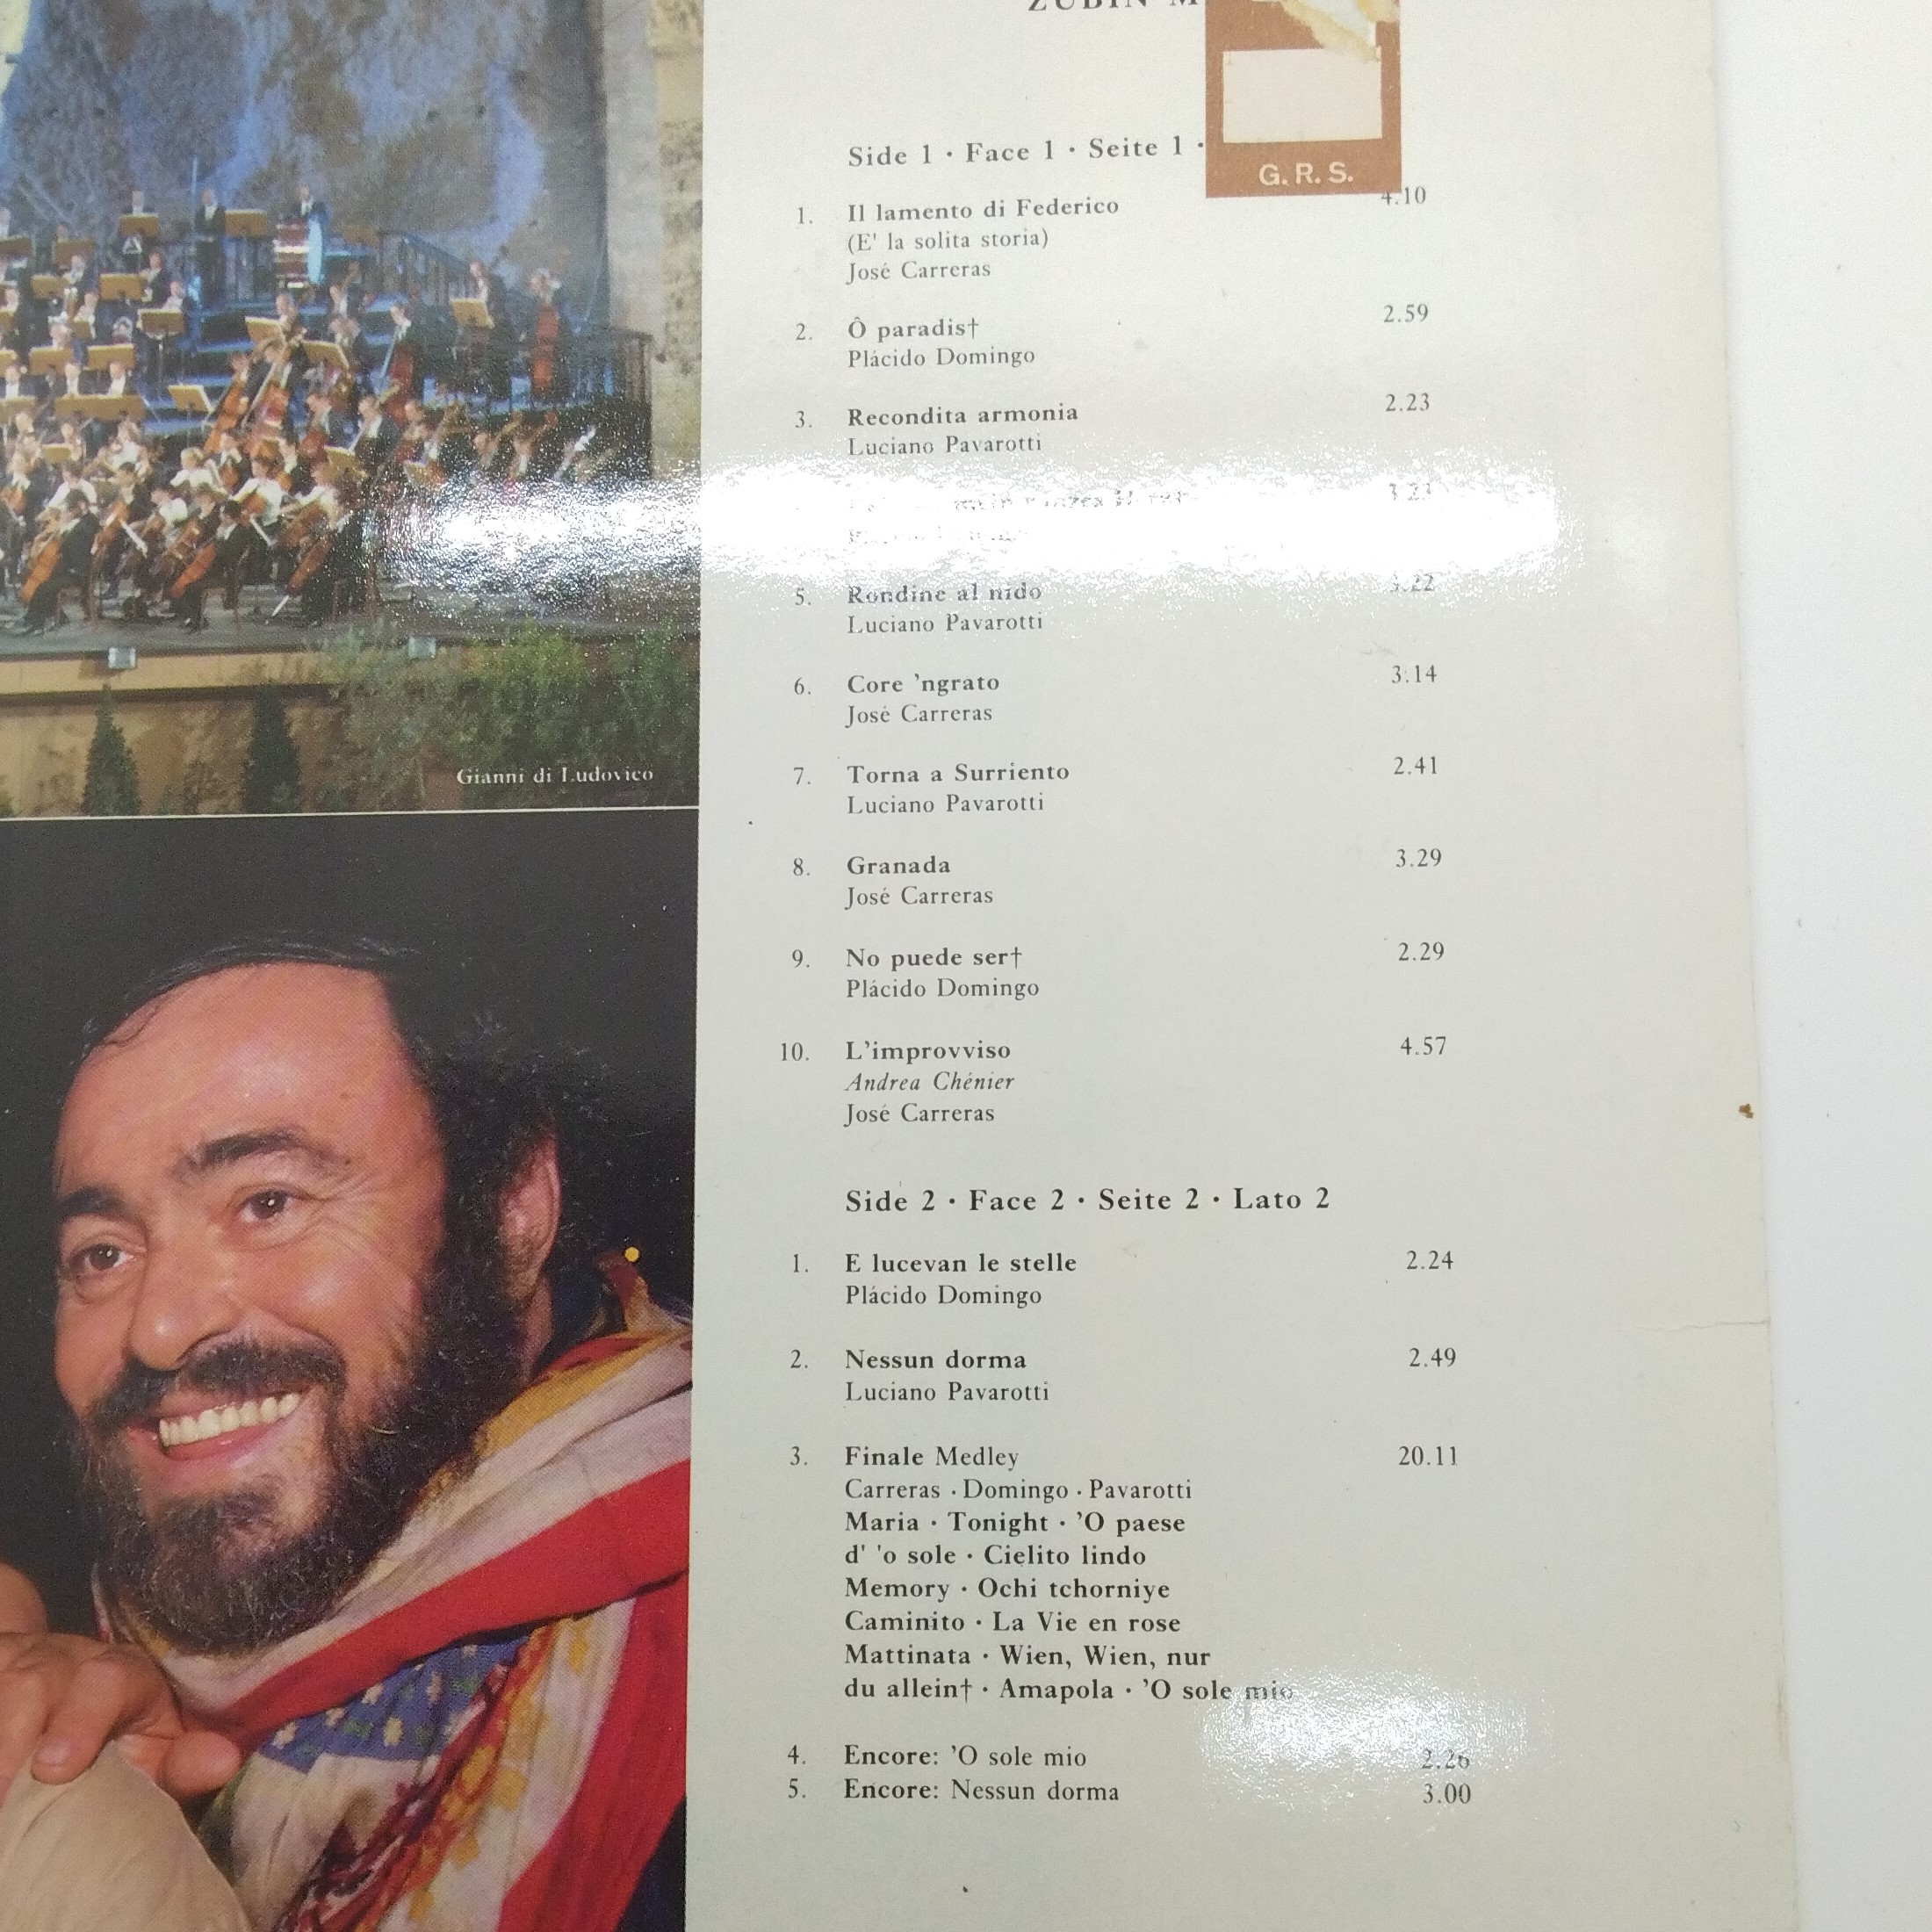 ZUBIN M
G.R.S.
Side 1 · Face 1 · Seite 1 ·
1. Il lamento di Federico 4.10
(E' la solita storia)
José Carreras
2. Ô paradis† 2.59
Plácido Domingo
3. Recondita armonia 2.23
Luciano Pavarotti
5. Rondine al nido 3.22
Luciano Pavarotti
6. Core 'ngrato 3.14
José Carreras
7. Torna a Surriento 2.41
Luciano Pavarotti
8. Granada 3.29
José Carreras
9. No puede ser† 2.29
Plácido Domingo
10. L'improvviso 4.57
Andrea Chénier
José Carreras
Side 2 · Face 2 · Seite 2 · Lato 2
1. E lucevan le stelle 2.24
Plácido Domingo
2. Nessun dorma 2.49
Luciano Pavarotti
3. Finale Medley 20.11
Carreras · Domingo · Pavarotti
Maria · Tonight · 'O paese
d' 'o sole · Cielito lindo
Memory · Ochi tchorniye
Caminito · La Vie en rose
Mattinata · Wien, Wien, nur
du allein† · Amapola · 'O sole mio
4. Encore: 'O sole mio 2.26
5. Encore: Nessun dorma 3.00
Gianni di Ludovico